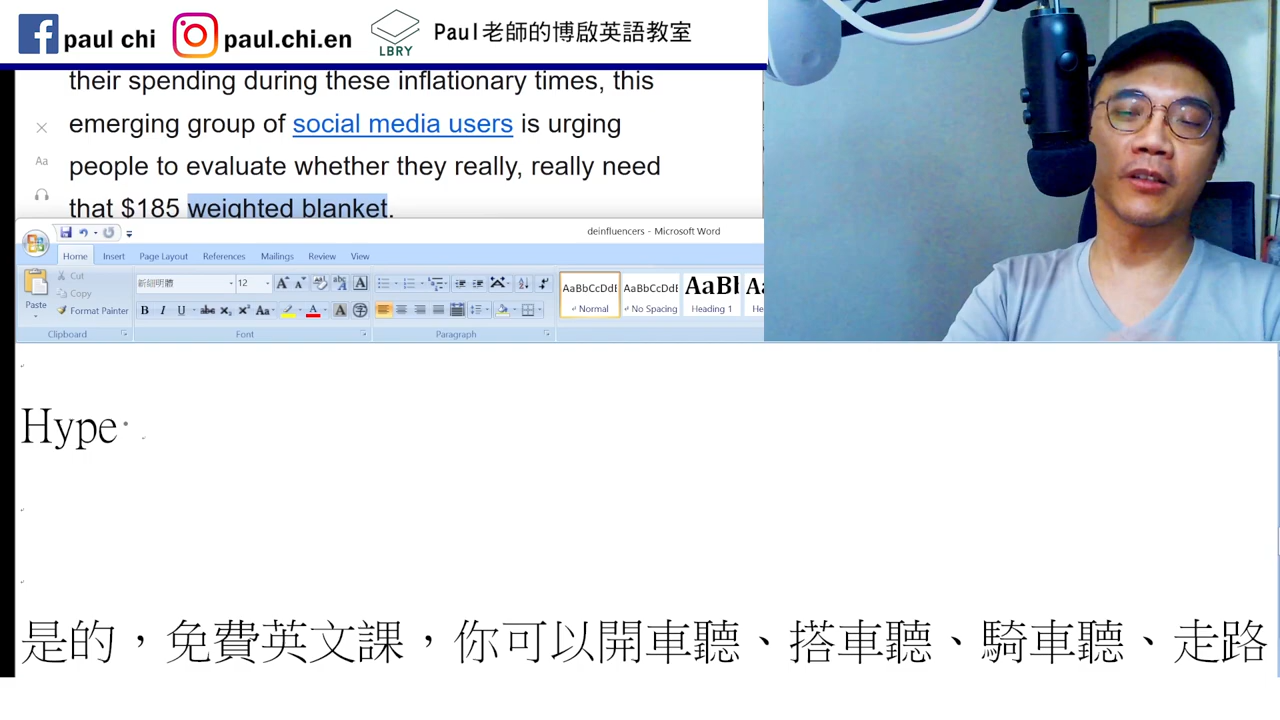 paul chi
paul.chi.en
LBRY
Paul老師的博啟英語教室
their spending during these inflationary times, this
emerging group of social media users is urging
people to evaluate whether they really, really need
that $185 weighted blanket.
Aa
deinfluencers - Microsoft Word
Home Insert Page Layout References Mailings Review View
Paste
Cut
Copy
Format Painter
Clipboard
新細明體 12
Font
Paragraph
AaBbCcDdE AaBbCcDdE AaBl Aa
Normal No Spacing Heading 1 He
Hype
是的，免費英文課，你可以開車聽、搭車聽、騎車聽、走路